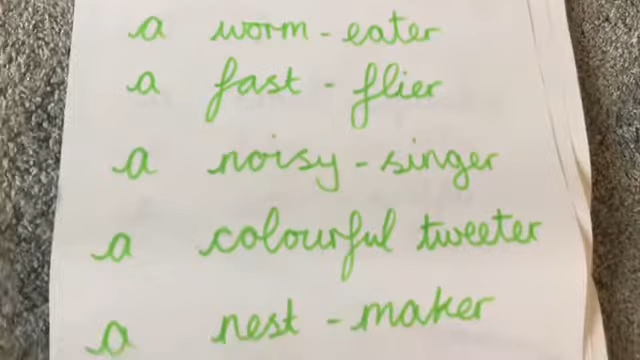 a worm-eater
a fast-flier
a noisy-singer
a colourful tweeter
a nest-maker